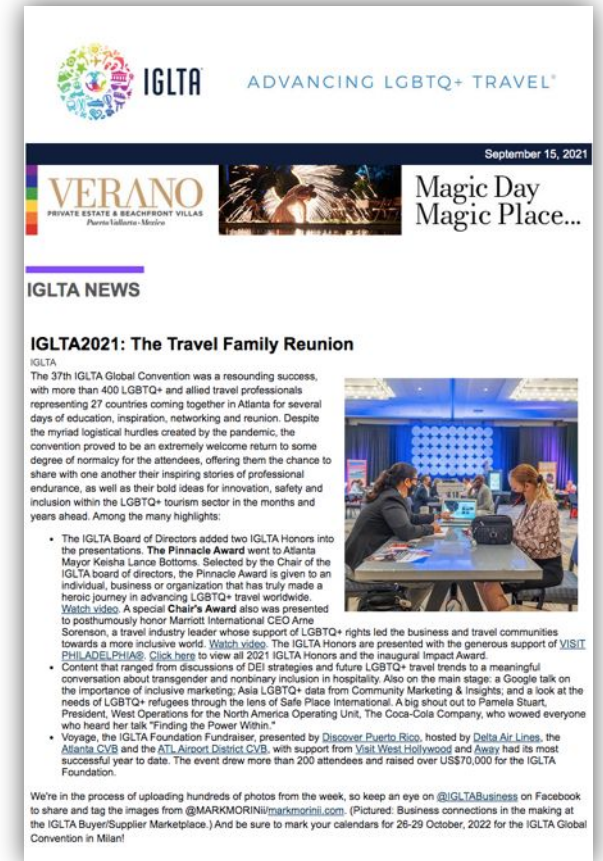 IGLTA
ADVANCING LGBTQ+ TRAVEL®
September 15, 2021
VERANO
PRIVATE ESTATE & BEACHFRONT VILLAS
Puerto Vallarta - Mexico
Magic Day
Magic Place...
IGLTA NEWS
IGLTA2021: The Travel Family Reunion
IGLTA
The 37th IGLTA Global Convention was a resounding success,
with more than 400 LGBTQ+ and allied travel professionals
representing 27 countries coming together in Atlanta for several
days of education, inspiration, networking and reunion. Despite
the myriad logistical hurdles created by the pandemic, the
convention proved to be an extremely welcome return to some
degree of normalcy for the attendees, offering them the chance to
share with one another their inspiring stories of professional
endurance, as well as their bold ideas for innovation, safety and
inclusion within the LGBTQ+ tourism sector in the months and
years ahead. Among the many highlights:
• The IGLTA Board of Directors added two IGLTA Honors into
the presentations. The Pinnacle Award went to Atlanta
Mayor Keisha Lance Bottoms. Selected by the Chair of the
IGLTA board of directors, the Pinnacle Award is given to an
individual, business or organization that has truly made a
heroic journey in advancing LGBTQ+ travel worldwide.
Watch video. A special Chair's Award also was presented
to posthumously honor Marriott International CEO Arne
Sorenson, a travel industry leader whose support of LGBTQ+ rights led the business and travel communities
towards a more inclusive world. Watch video. The IGLTA Honors are presented with the generous support of VISIT
PHILADELPHIA®. Click here to view all 2021 IGLTA Honors and the inaugural Impact Award.
• Content that ranged from discussions of DEI strategies and future LGBTQ+ travel trends to a meaningful
conversation about transgender and nonbinary inclusion in hospitality. Also on the main stage: a Google talk on
the importance of inclusive marketing; Asia LGBTQ+ data from Community Marketing & Insights; and a look at the
needs of LGBTQ+ refugees through the lens of Safe Place International. A big shout out to Pamela Stuart,
President, West Operations for the North America Operating Unit, The Coca-Cola Company, who wowed everyone
who heard her talk "Finding the Power Within."
• Voyage, the IGLTA Foundation Fundraiser, presented by Discover Puerto Rico, hosted by Delta Air Lines, the
Atlanta CVB and the ATL Airport District CVB, with support from Visit West Hollywood and Away had its most
successful year to date. The event drew more than 200 attendees and raised over US$70,000 for the IGLTA
Foundation.
We're in the process of uploading hundreds of photos from the week, so keep an eye on @IGLTABusiness on Facebook
to share and tag the images from @MARKMORINii/markmorinii.com. (Pictured: Business connections in the making at
the IGLTA Buyer/Supplier Marketplace.) And be sure to mark your calendars for 26-29 October, 2022 for the IGLTA Global
Convention in Milan!